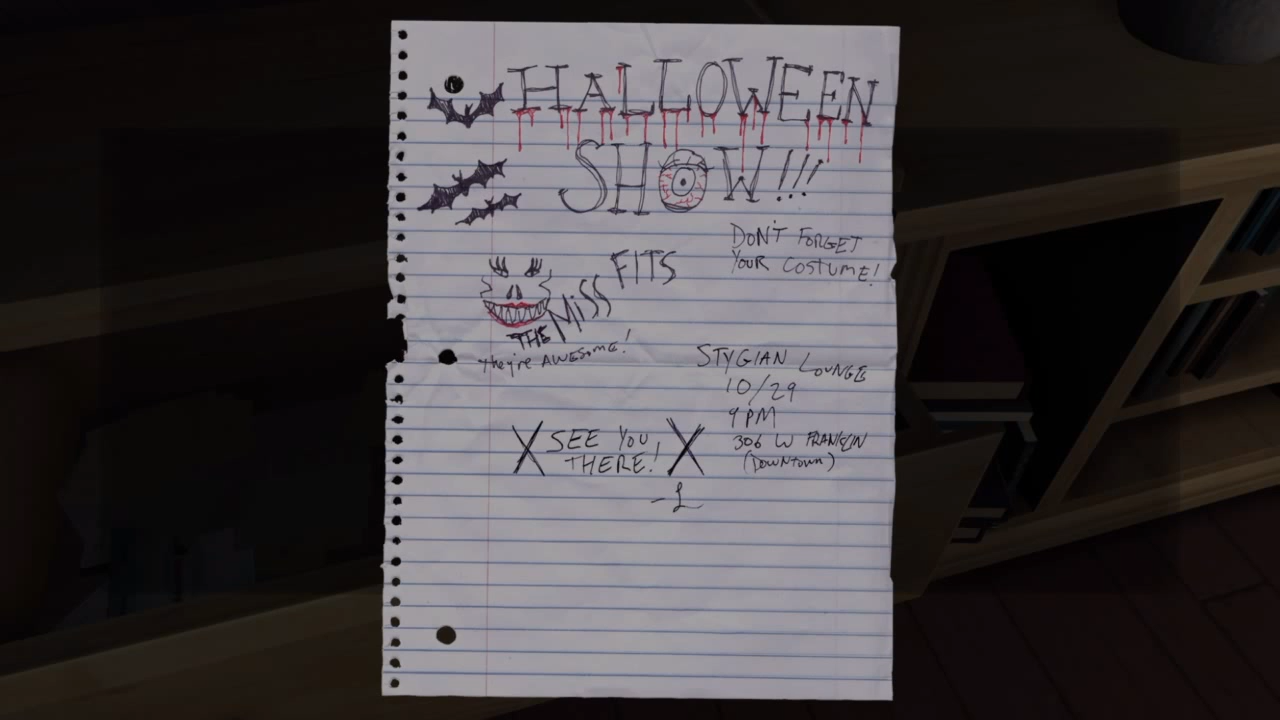 HALLOWEEN
SHOW!!!
DON'T FORGET
YOUR COSTUME!
THE MISS FITS
They're AWESOME!
STYGIAN LOUNGE
10/29
9PM
306 W FRANKLIN
(DOWNTOWN)
X SEE YOU X
THERE!
-L